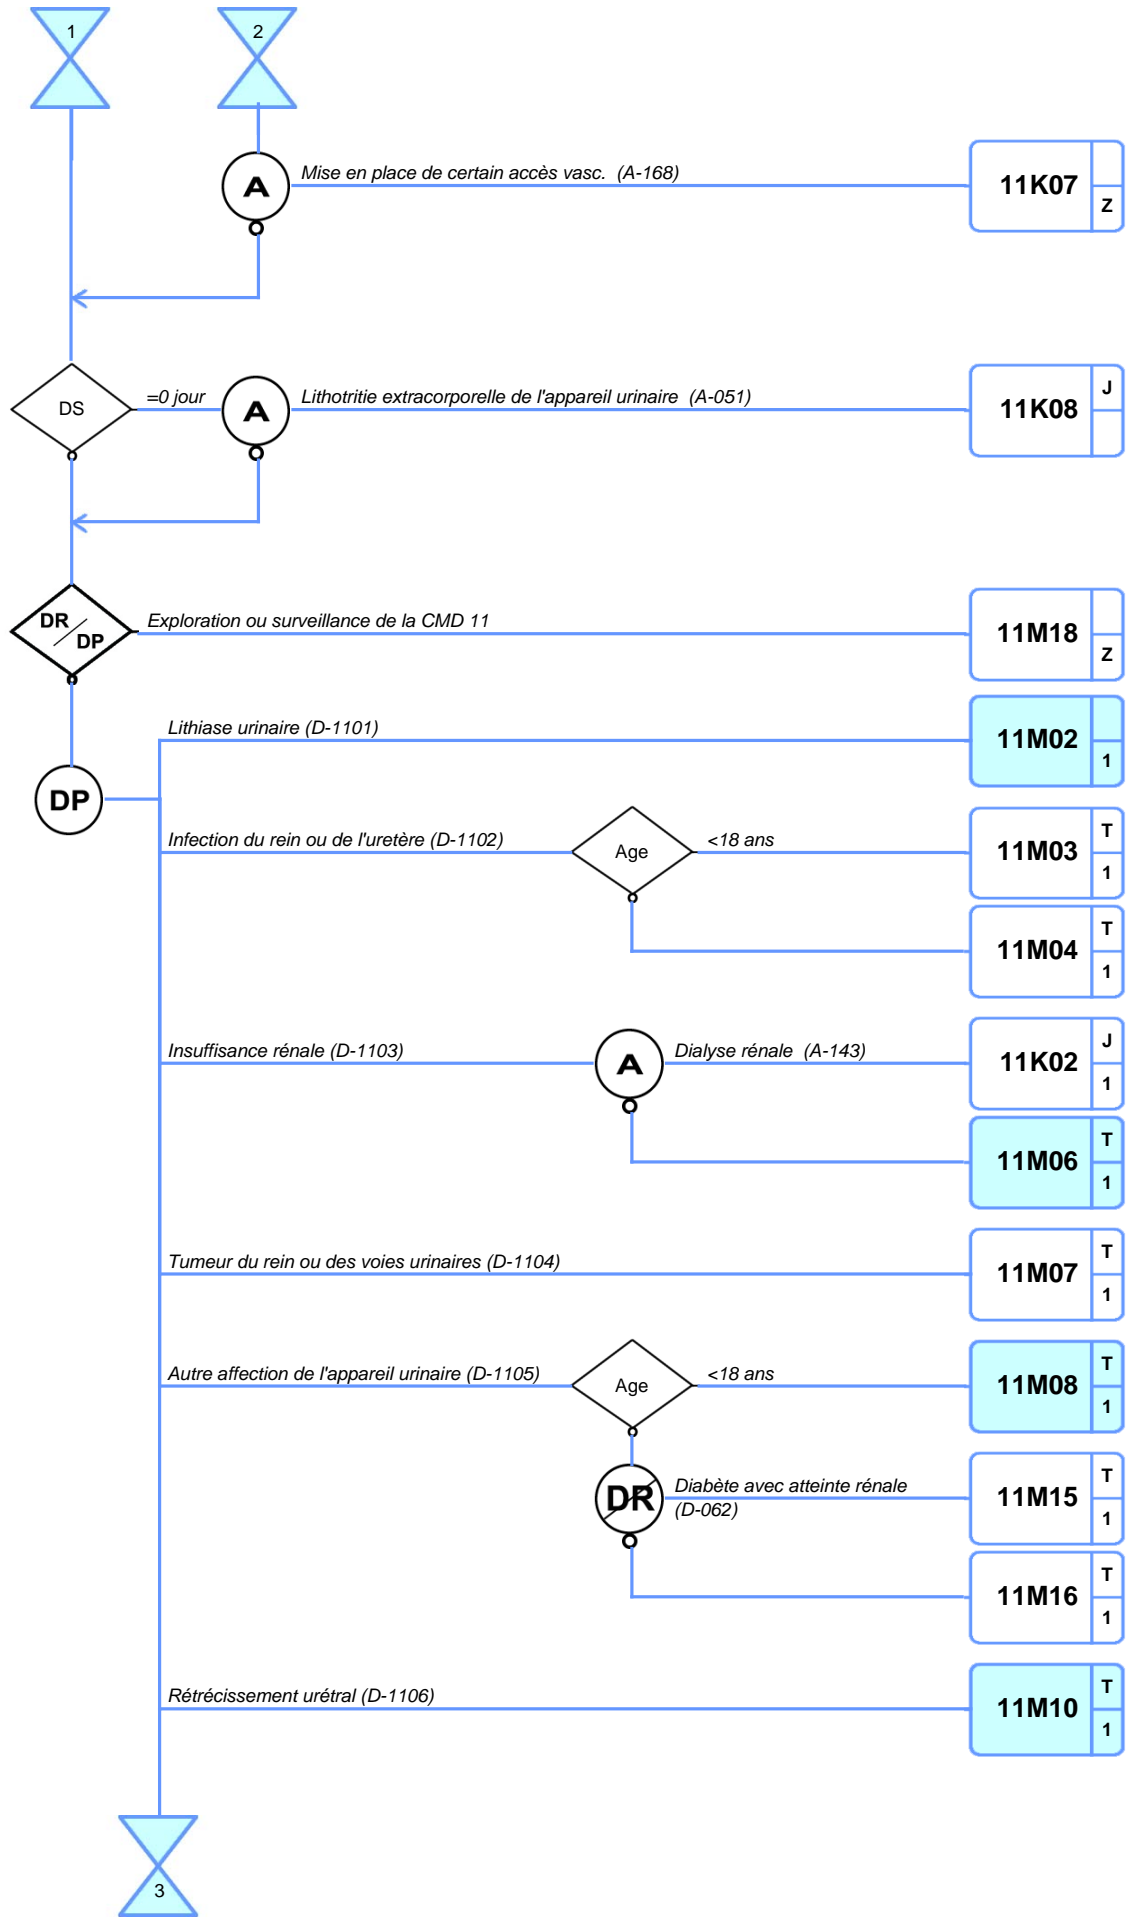 1
2
A
Mise en place de certain accès vasc. (A-168)
11K07
Z
DS
=0 jour
A
Lithotritie extracorporelle de l'appareil urinaire (A-051)
11K08
J
DR
DP
Exploration ou surveillance de la CMD 11
11M18
Z
DP
Lithiase urinaire (D-1101)
11M02
1
Infection du rein ou de l'uretère (D-1102)
Age
<18 ans
11M03
T
1
11M04
T
1
Insuffisance rénale (D-1103)
A
Dialyse rénale (A-143)
11K02
J
1
11M06
T
1
Tumeur du rein ou des voies urinaires (D-1104)
11M07
T
1
Autre affection de l'appareil urinaire (D-1105)
Age
<18 ans
11M08
T
1
DR
Diabète avec atteinte rénale
(D-062)
11M15
T
1
11M16
T
1
Rétrécissement urétral (D-1106)
11M10
T
1
3